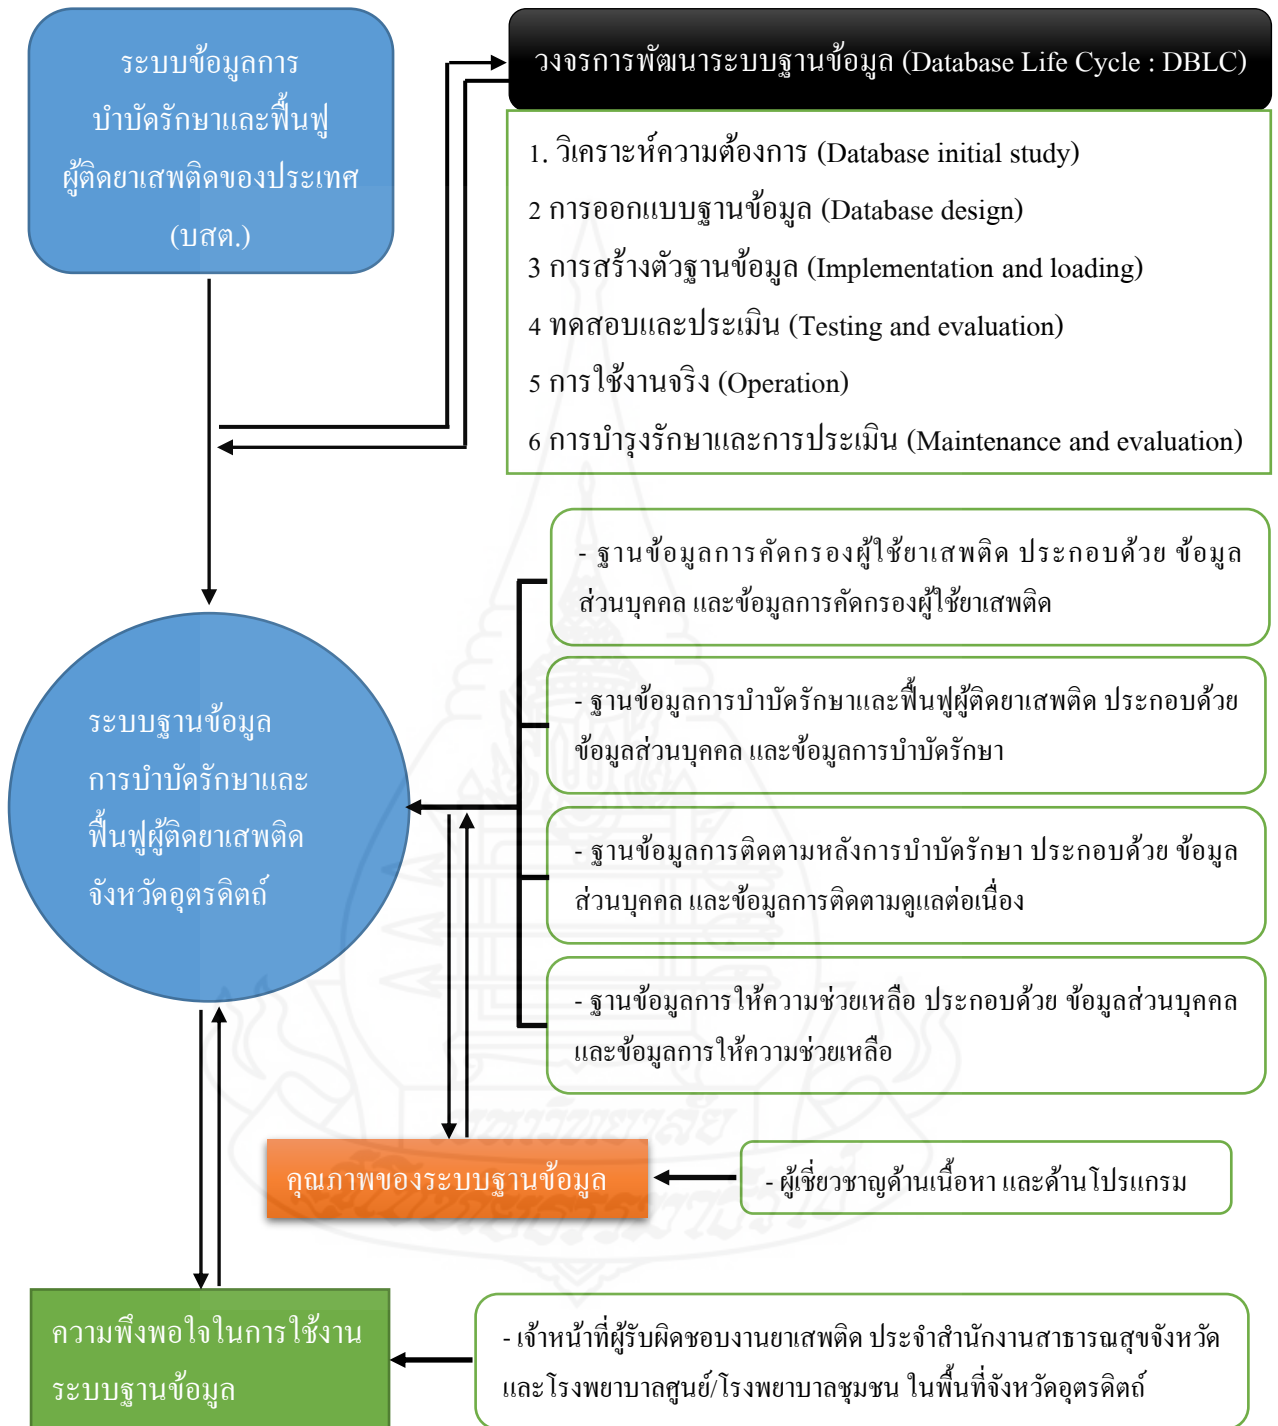 ระบบข้อมูลการ
บำบัดรักษาและฟื้นฟู
ผู้ติดยาเสพติดของประเทศ
(บสต.)
วงจรการพัฒนาระบบฐานข้อมูล (Database Life Cycle : DBLC)
1. วิเคราะห์ความต้องการ (Database initial study)
2 การออกแบบฐานข้อมูล (Database design)
3 การสร้างตัวฐานข้อมูล (Implementation and loading)
4 ทดสอบและประเมิน (Testing and evaluation)
5 การใช้งานจริง (Operation)
6 การบำรุงรักษาและการประเมิน (Maintenance and evaluation)
- ฐานข้อมูลการคัดกรองผู้ใช้ยาเสพติด ประกอบด้วย ข้อมูล
ส่วนบุคคล และข้อมูลการคัดกรองผู้ใช้ยาเสพติด
- ฐานข้อมูลการบำบัดรักษาและฟื้นฟูผู้ติดยาเสพติด ประกอบด้วย
ข้อมูลส่วนบุคคล และข้อมูลการบำบัดรักษา
ระบบฐานข้อมูล
การบำบัดรักษาและ
ฟื้นฟูผู้ติดยาเสพติด
จังหวัดอุตรดิตถ์
- ฐานข้อมูลการติดตามหลังการบำบัดรักษา ประกอบด้วย ข้อมูล
ส่วนบุคคล และข้อมูลการติดตามดูแลต่อเนื่อง
- ฐานข้อมูลการให้ความช่วยเหลือ ประกอบด้วย ข้อมูลส่วนบุคคล
และข้อมูลการให้ความช่วยเหลือ
มหาวิทยาลัย
สุโขทัยธรรมาธิราช
คุณภาพของระบบฐานข้อมูล
- ผู้เชี่ยวชาญด้านเนื้อหา และด้านโปรแกรม
ความพึงพอใจในการใช้งาน
ระบบฐานข้อมูล
- เจ้าหน้าที่ผู้รับผิดชอบงานยาเสพติด ประจำสำนักงานสาธารณสุขจังหวัด
และโรงพยาบาลศูนย์/โรงพยาบาลชุมชน ในพื้นที่จังหวัดอุตรดิตถ์